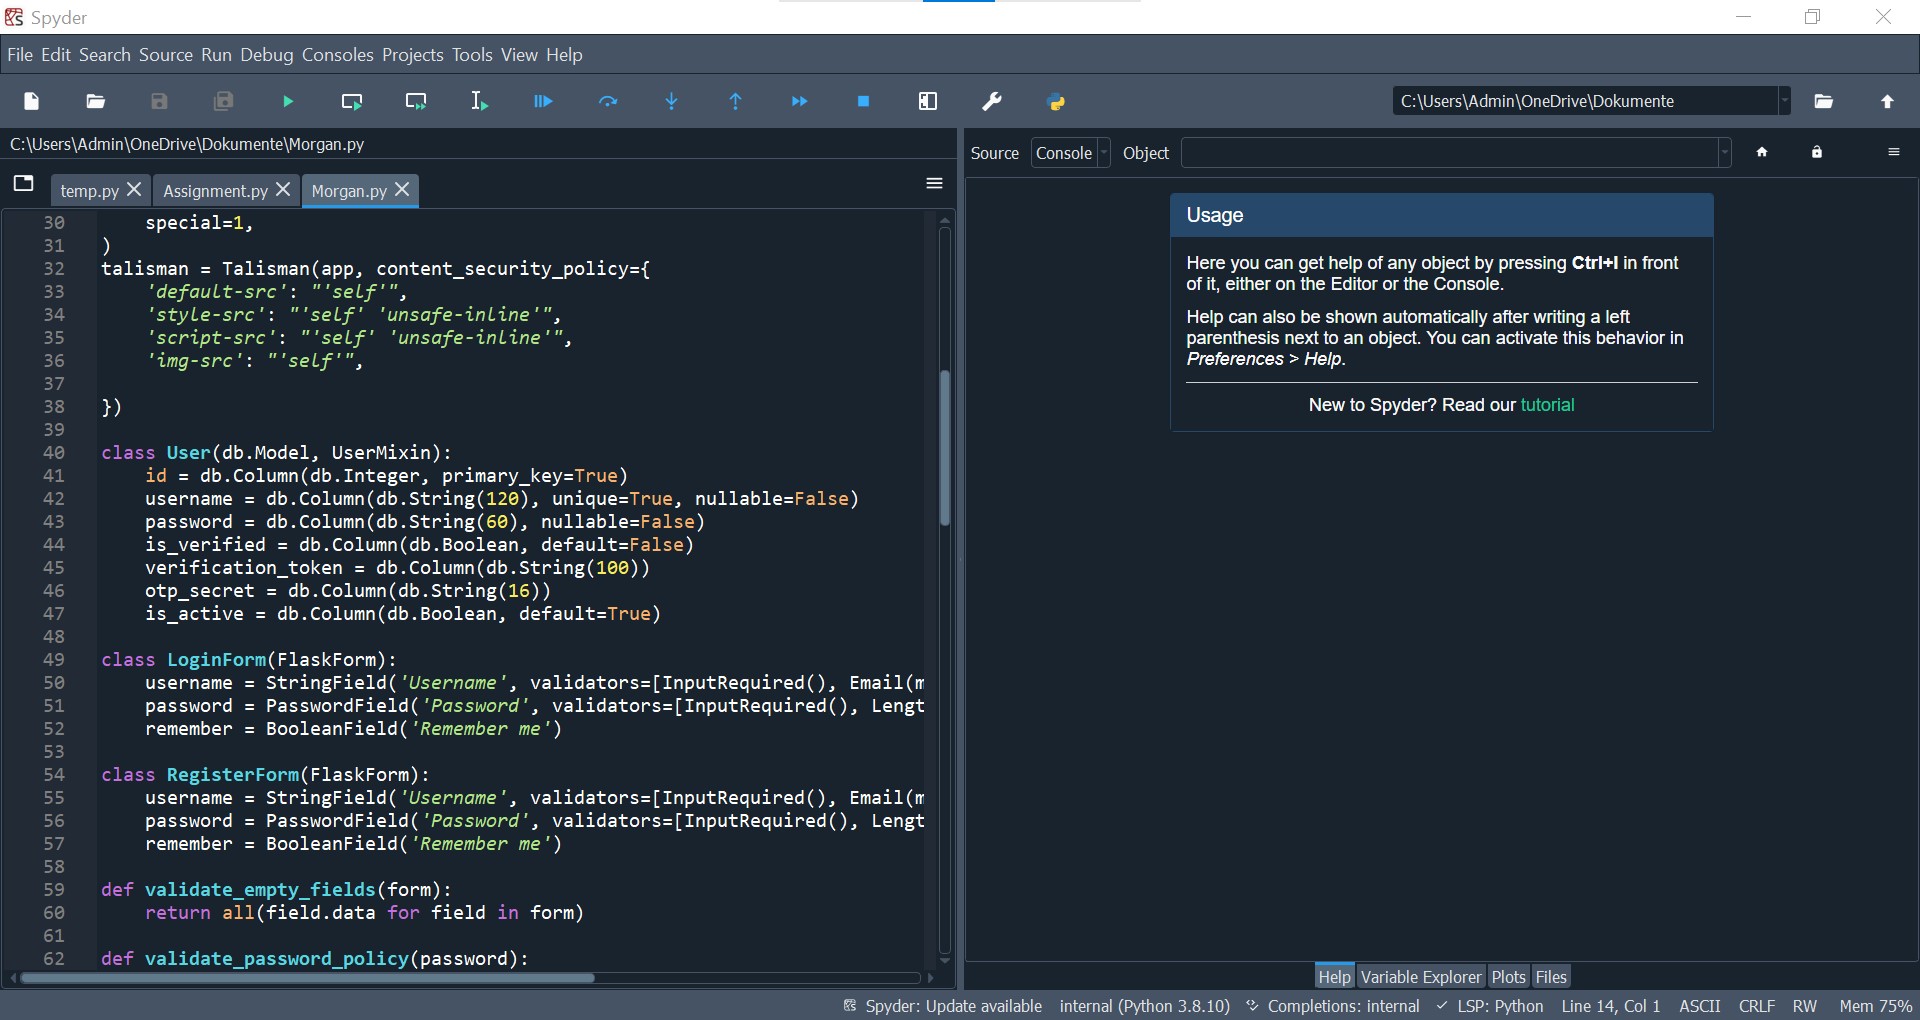 Spyder
File Edit Search Source Run Debug Consoles Projects Tools View Help
C:\Users\Admin\OneDrive\Dokumente
C:\Users\Admin\OneDrive\Dokumente\Morgan.py
temp.py Assignment.py Morgan.py
30     special=1,
31 )
32 talisman = Talisman(app, content_security_policy={
33     'default-src': "'self'",
34     'style-src': "'self' 'unsafe-inline'",
35     'script-src': "'self' 'unsafe-inline'",
36     'img-src': "'self'",
37
38 })
39
40 class User(db.Model, UserMixin):
41     id = db.Column(db.Integer, primary_key=True)
42     username = db.Column(db.String(120), unique=True, nullable=False)
43     password = db.Column(db.String(60), nullable=False)
44     is_verified = db.Column(db.Boolean, default=False)
45     verification_token = db.Column(db.String(100))
46     otp_secret = db.Column(db.String(16))
47     is_active = db.Column(db.Boolean, default=True)
48
49 class LoginForm(FlaskForm):
50     username = StringField('Username', validators=[InputRequired(), Email(m
51     password = PasswordField('Password', validators=[InputRequired(), Lengt
52     remember = BooleanField('Remember me')
53
54 class RegisterForm(FlaskForm):
55     username = StringField('Username', validators=[InputRequired(), Email(m
56     password = PasswordField('Password', validators=[InputRequired(), Lengt
57     remember = BooleanField('Remember me')
58
59 def validate_empty_fields(form):
60     return all(field.data for field in form)
61
62 def validate_password_policy(password):
Source Console Object
Usage
Here you can get help of any object by pressing Ctrl+I in front
of it, either on the Editor or the Console.
Help can also be shown automatically after writing a left
parenthesis next to an object. You can activate this behavior in
Preferences > Help.
New to Spyder? Read our tutorial
Help Variable Explorer Plots Files
Spyder: Update available internal (Python 3.8.10) Completions: internal LSP: Python Line 14, Col 1 ASCII CRLF RW Mem 75%